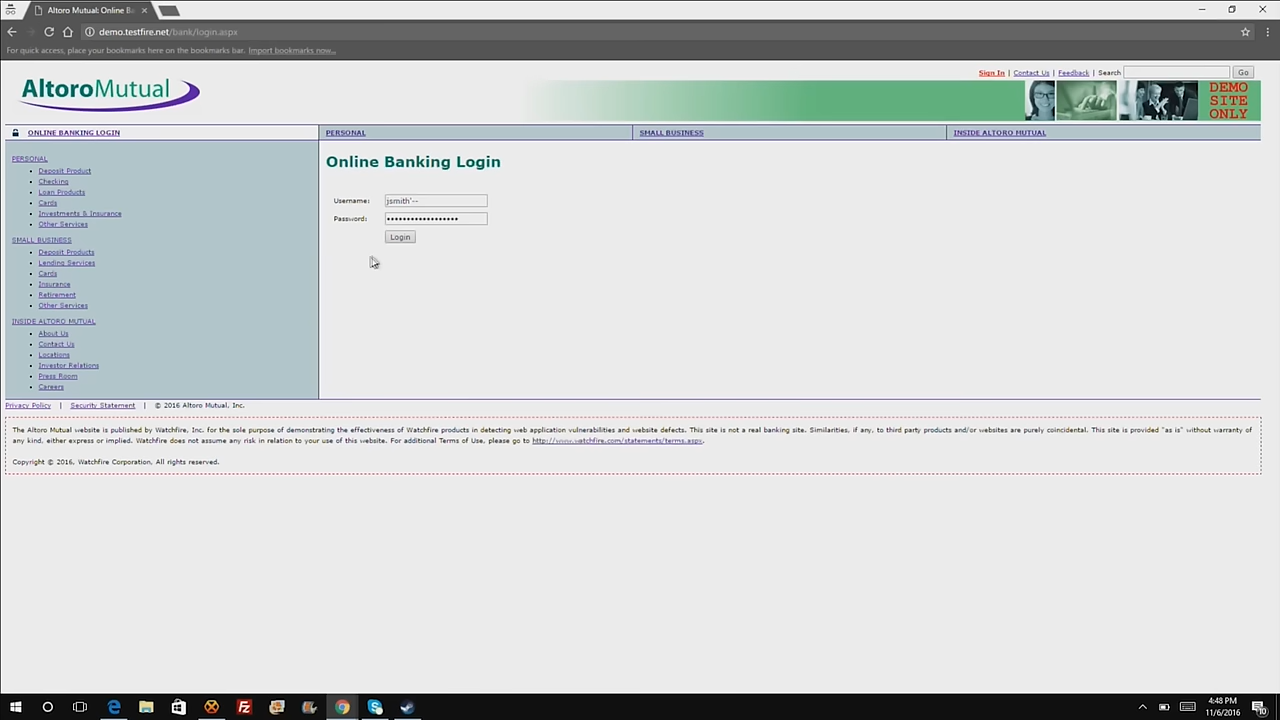 Altoro Mutual: Online B
demo.testfire.net/bank/login.aspx
For quick access, place your bookmarks here on the bookmarks bar. Import bookmarks now...
AltoroMutual
Sign In | Contact Us | Feedback | Search
Go
DEMO
SITE
ONLY
ONLINE BANKING LOGIN
PERSONAL
SMALL BUSINESS
INSIDE ALTORO MUTUAL
PERSONAL
Deposit Product
Checking
Loan Products
Cards
Investments & Insurance
Other Services
SMALL BUSINESS
Deposit Products
Lending Services
Cards
Insurance
Retirement
Other Services
INSIDE ALTORO MUTUAL
About Us
Contact Us
Locations
Investor Relations
Press Room
Careers
Online Banking Login
Username: jsmith'--
Password: ••••••••••••••••••
Login
Privacy Policy | Security Statement | © 2016 Altoro Mutual, Inc.
The Altoro Mutual website is published by Watchfire, Inc. for the sole purpose of demonstrating the effectiveness of Watchfire products in detecting web application vulnerabilities and website defects. This site is not a real banking site. Similarities, if any, to third party products and/or websites are purely coincidental. This site is provided "as is" without warranty
of any kind, either express or implied. Watchfire does not assume any risk in relation to your use of this website. For additional Terms of Use, please go to http://www.watchfire.com/statements/terms.aspx.
Copyright © 2016, Watchfire Corporation, All rights reserved.
4:48 PM
11/6/2016
10